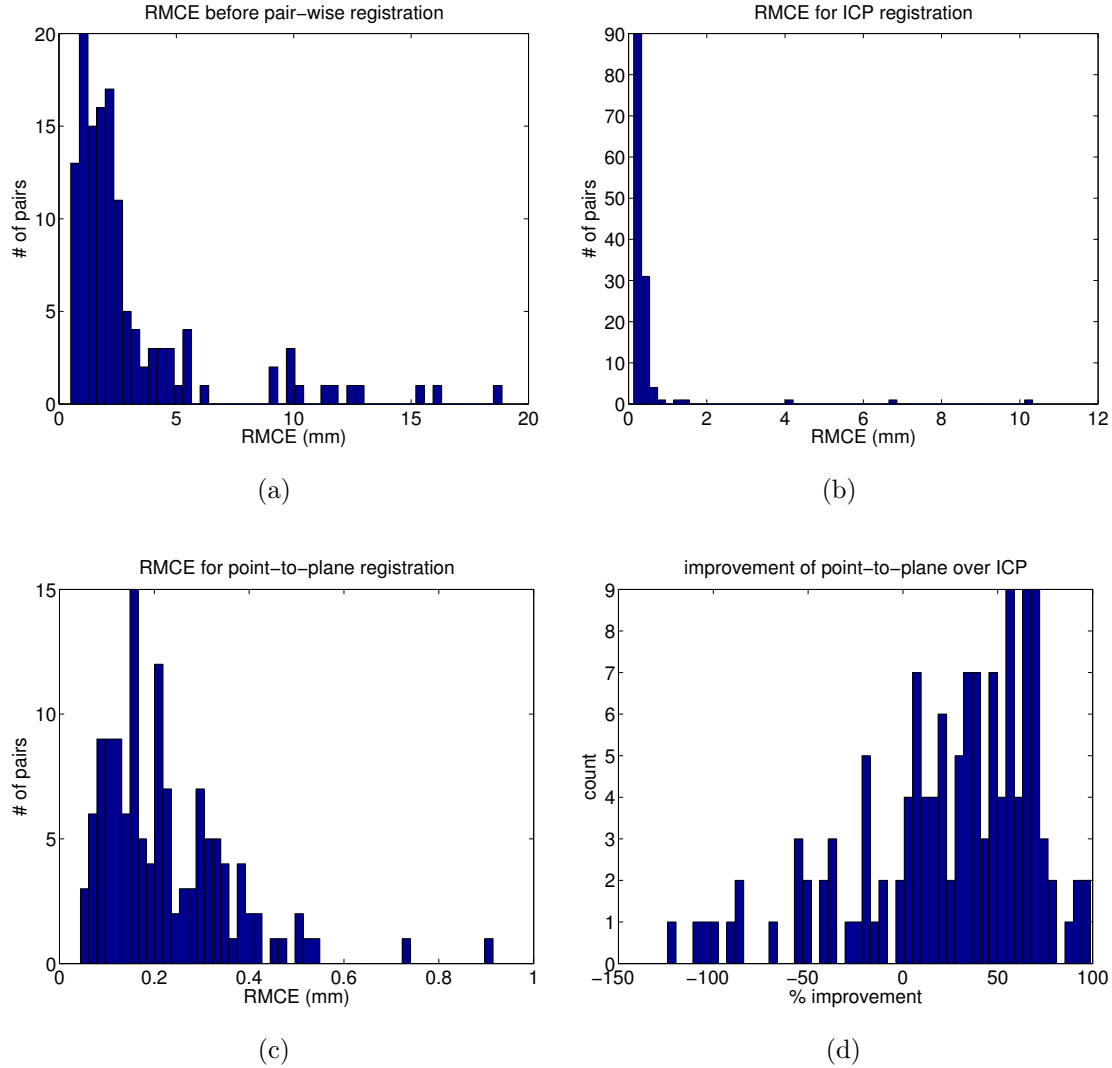 RMCE before pair−wise registration
20
15
10
5
0
0 5 10 15 20
# of pairs
RMCE (mm)
(a)
RMCE for ICP registration
90
80
70
60
50
40
30
20
10
0
0 2 4 6 8 10 12
# of pairs
RMCE (mm)
(b)
RMCE for point−to−plane registration
15
10
5
0
0 0.2 0.4 0.6 0.8 1
# of pairs
RMCE (mm)
(c)
improvement of point−to−plane over ICP
9
8
7
6
5
4
3
2
1
0
−150 −100 −50 0 50 100
count
% improvement
(d)